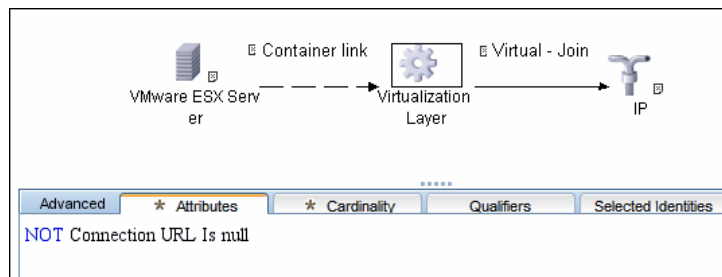 Container link
Virtual - Join
VMware ESX Serv
er
Virtualization
Layer
IP
Advanced
* Attributes
* Cardinality
Qualifiers
Selected Identities
NOT Connection URL Is null